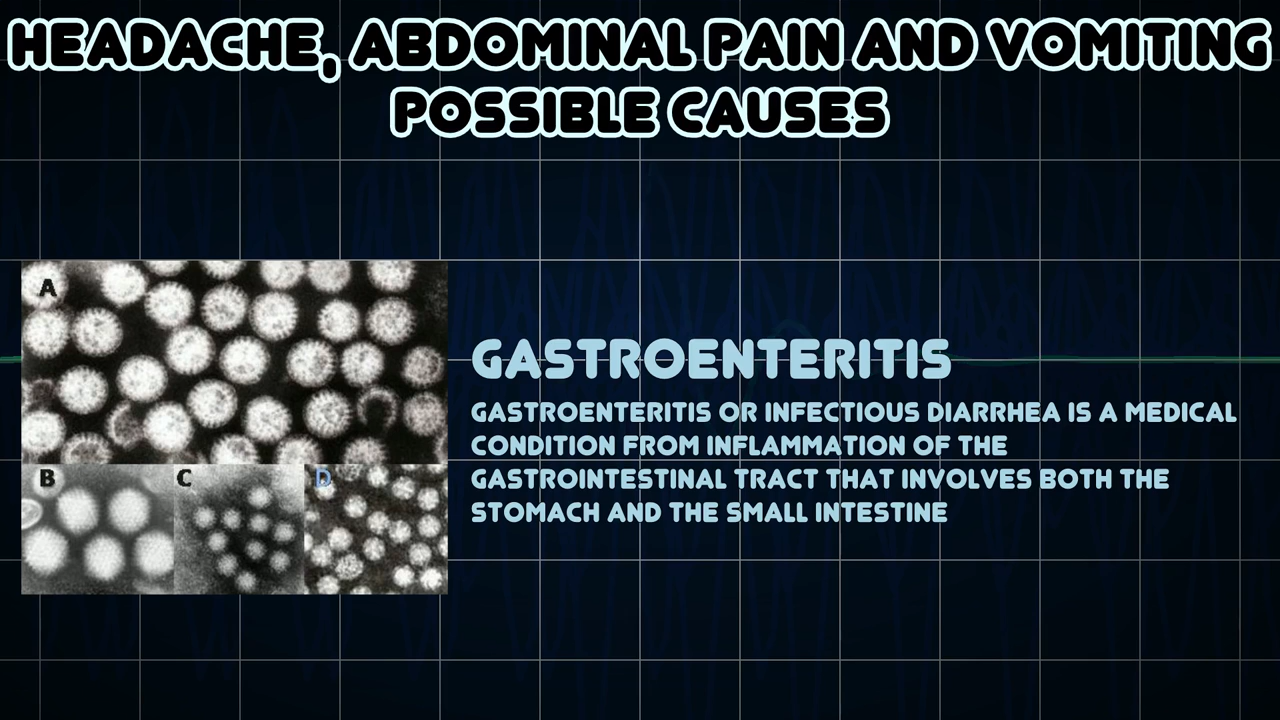 HEADACHE, ABDOMINAL PAIN AND VOMITING
POSSIBLE CAUSES
A
B
C
D
GASTROENTERITIS
GASTROENTERITIS OR INFECTIOUS DIARRHEA IS A MEDICAL
CONDITION FROM INFLAMMATION OF THE
GASTROINTESTINAL TRACT THAT INVOLVES BOTH THE
STOMACH AND THE SMALL INTESTINE